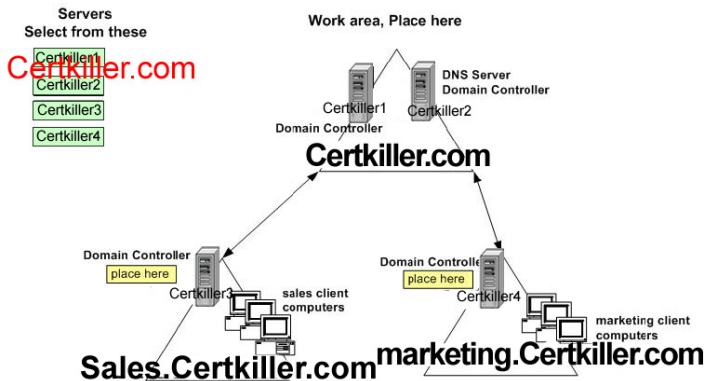 Servers
Select from these
Work area, Place here
Certkiller1
Certkiller.com
Certkiller2
Certkiller3
Certkiller4
DNS Server
Domain Controller
Certkiller1
Certkiller2
Domain Controller
Certkiller.com
Domain Controller
place here
Certkiller3
sales client
computers
Sales.Certkiller.com
Domain Controlle
place here
Certkiller4
marketing client
computers
marketing.Certkiller.com